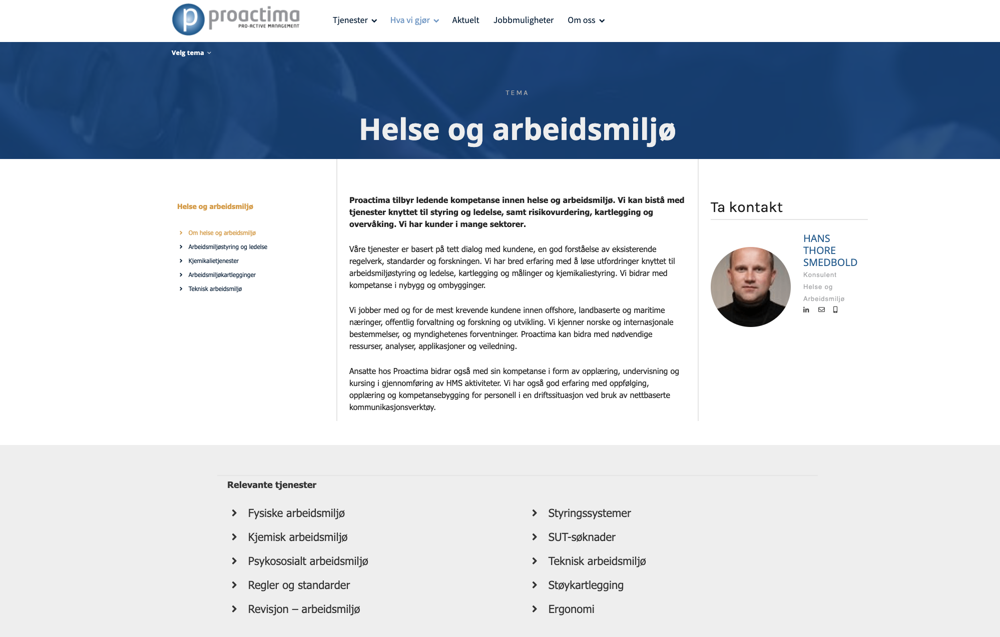 proactima
PRO-ACTIVE MANAGEMENT
Tjenester
Hva vi gjør
Aktuelt
Jobbmuligheter
Om oss
Velg tema
TEMA
Helse og arbeidsmiljø
Helse og arbeidsmiljø
Om helse og arbeidsmiljø
Arbeidsmiljøstyring og ledelse
Kjemikalietjenester
Arbeidsmiljøkartlegginger
Teknisk arbeidsmiljø
Proactima tilbyr ledende kompetanse innen helse og arbeidsmiljø. Vi kan bistå med
tjenester knyttet til styring og ledelse, samt risikovurdering, kartlegging og
overvåking. Vi har kunder i mange sektorer.
Våre tjenester er basert på tett dialog med kundene, en god forståelse av eksisterende
regelverk, standarder og forskningen. Vi har bred erfaring med å løse utfordringer knyttet til
arbeidsmiljøstyring og ledelse, kartlegging og målinger og kjemikaliestyring. Vi bidrar med
kompetanse i nybygg og ombygginger.
Vi jobber med og for de mest krevende kundene innen offshore, landbaserte og maritime
næringer, offentlig forvaltning og forskning og utvikling. Vi kjenner norske og internasjonale
bestemmelser, og myndighetenes forventninger. Proactima kan bidra med nødvendige
ressurser, analyser, applikasjoner og veiledning.
Ansatte hos Proactima bidrar også med sin kompetanse i form av opplæring, undervisning og
kursing i gjennomføring av HMS aktiviteter. Vi har også god erfaring med oppfølging,
opplæring og kompetansebygging for personell i en driftssituasjon ved bruk av nettbaserte
kommunikasjonsverktøy.
Ta kontakt
HANS
THORE
SMEDBOLD
Konsulent
Helse og
Arbeidsmiljø
Relevante tjenester
Fysiske arbeidsmiljø
Kjemisk arbeidsmiljø
Psykososialt arbeidsmiljø
Regler og standarder
Revisjon – arbeidsmiljø
Styringssystemer
SUT-søknader
Teknisk arbeidsmiljø
Støykartlegging
Ergonomi